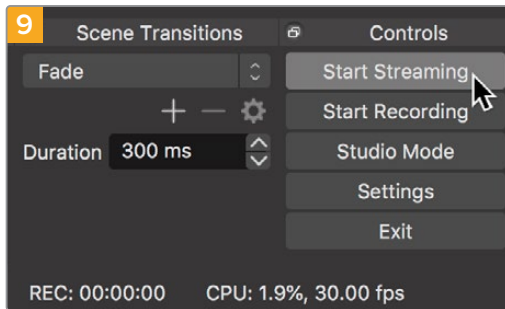 9
Scene Transitions
Controls
Fade
Start Streaming
Start Recording
Duration 300 ms
Studio Mode
Settings
Exit
REC: 00:00:00 CPU: 1.9%, 30.00 fps